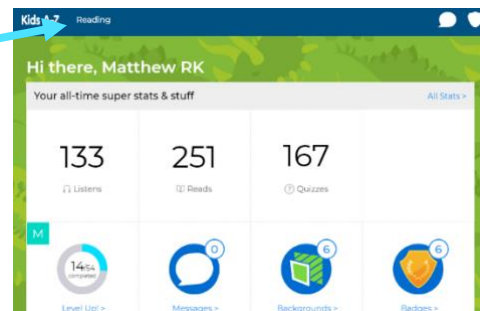 Kids A-Z Reading
Hi there, Matthew RK
Your all-time super stats & stuff All Stats >
133 251 167
Listens Reads Quizzes
M
0 6 6
14/54
completed
Level Up! > Messages > Backgrounds > Badges >